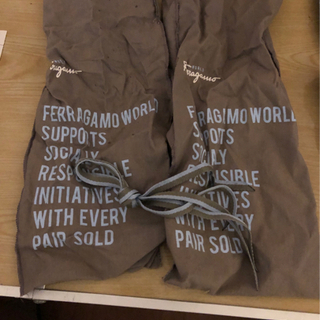 Ferragamo
FERRAGAMO WORLD
SUPPORTS
SOCIALLY
RESPONSIBLE
INITIATIVES
WITH EVERY
PAIR SOLD
Ferragamo
FERRAGAMO WORLD
SUPPORTS
SOCIALLY
RESPONSIBLE
INITIATIVES
WITH EVERY
PAIR SOLD